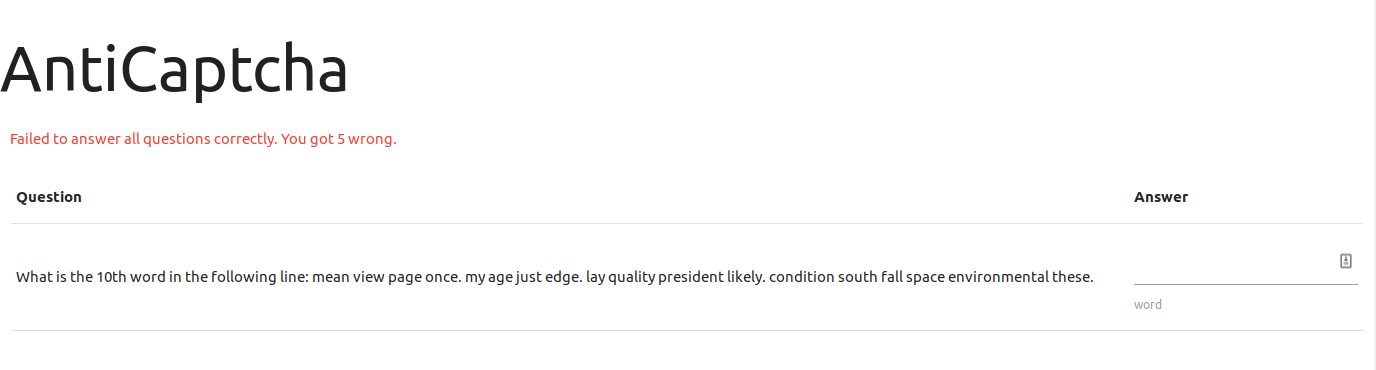 AntiCaptcha
Failed to answer all questions correctly. You got 5 wrong.
Question Answer
What is the 10th word in the following line: mean view page once. my age just edge. lay quality president likely. condition south fall space environmental these.
word